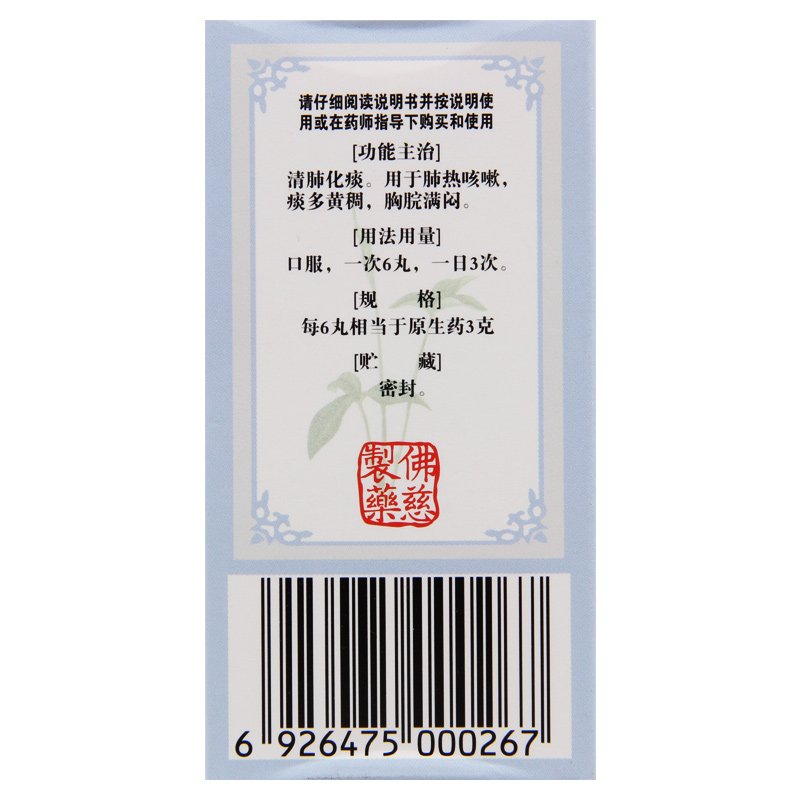 请仔细阅读说明书并按说明使
用或在药师指导下购买和使用
[功能主治]
清肺化痰。用于肺热咳嗽，
痰多黄稠，胸脘满闷。
[用法用量]
口服，一次6丸，一日3次。
[规　格]
每6丸相当于原生药3克
[贮　藏]
密封。
佛慈
製藥
6 926475 000267